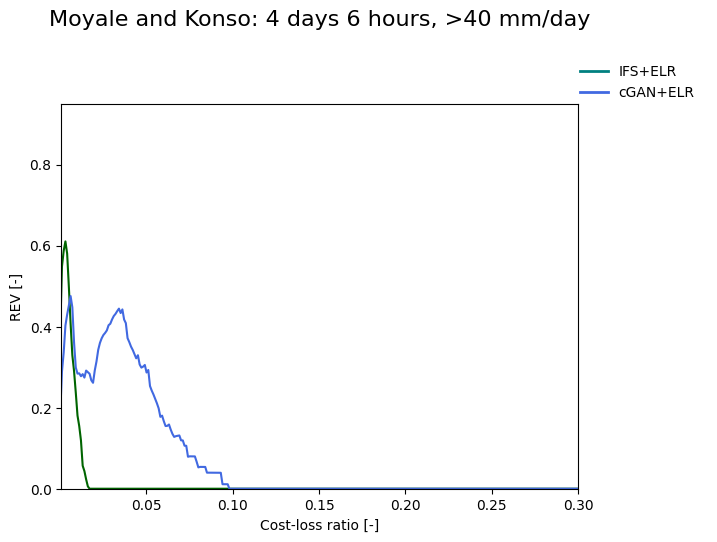 Moyale and Konso: 4 days 6 hours, >40 mm/day
IFS+ELR
cGAN+ELR
REV [-]
0.8
0.6
0.4
0.2
0.0
0.05 0.10 0.15 0.20 0.25 0.30
Cost-loss ratio [-]